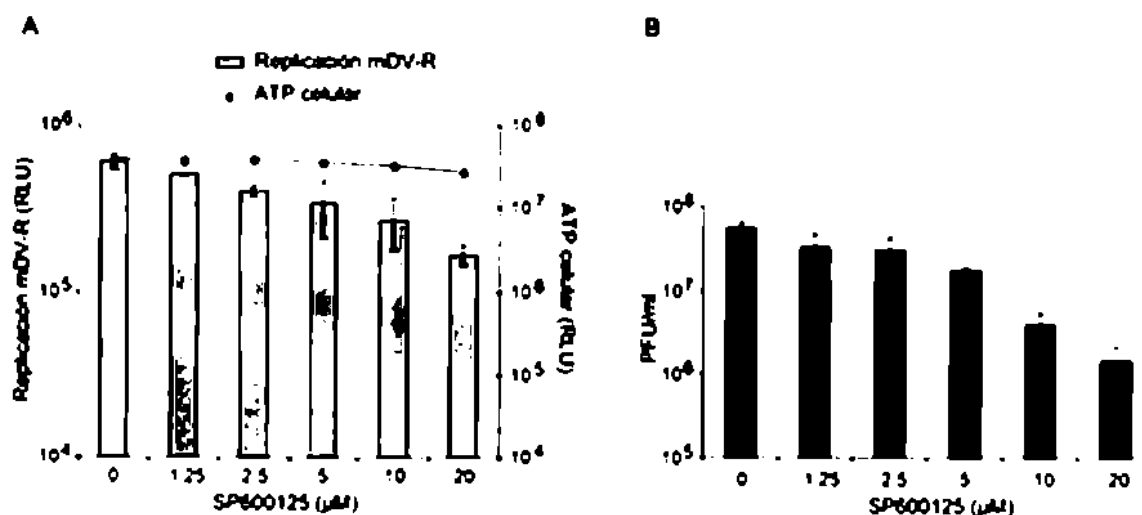 A
Replicación mDV-R
ATP celular
Replicación mDV-R (RLU)
10⁶
10⁵
10⁴
10⁸
10⁷
10⁶
10⁵
10⁴
ATP celular (RLU)
0 1.25 2.5 5 10 20
SP600125 (µM)
B
PFU/ml
10⁸
10⁷
10⁶
10⁵
0 1.25 2.5 5 10 20
SP600125 (µM)